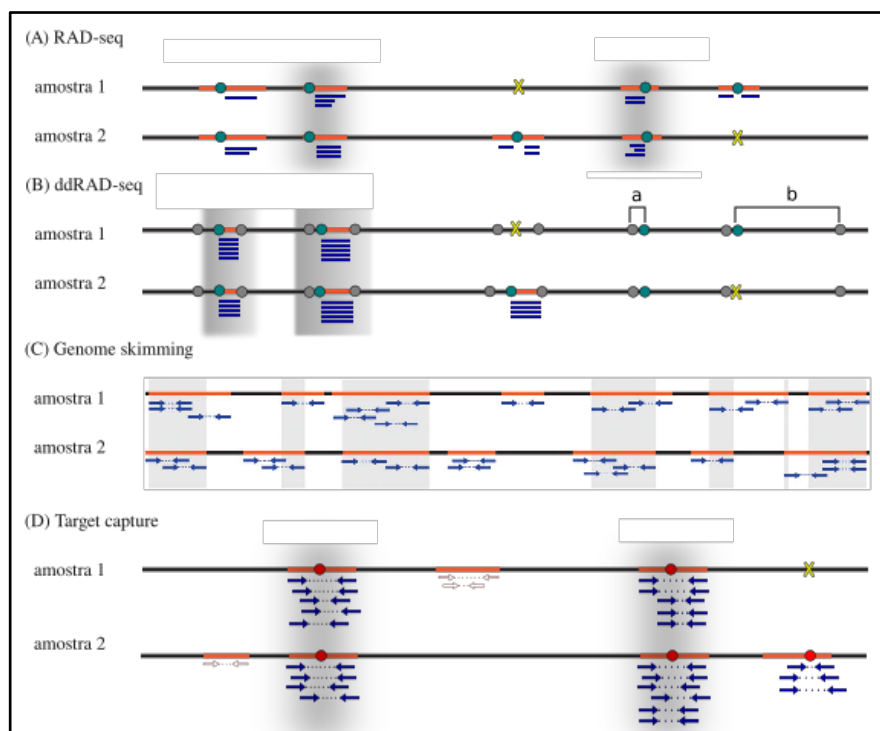 (A) RAD-seq
amostra 1
amostra 2
(B) ddRAD-seq
a
b
amostra 1
amostra 2
(C) Genome skimming
amostra 1
amostra 2
(D) Target capture
amostra 1
amostra 2